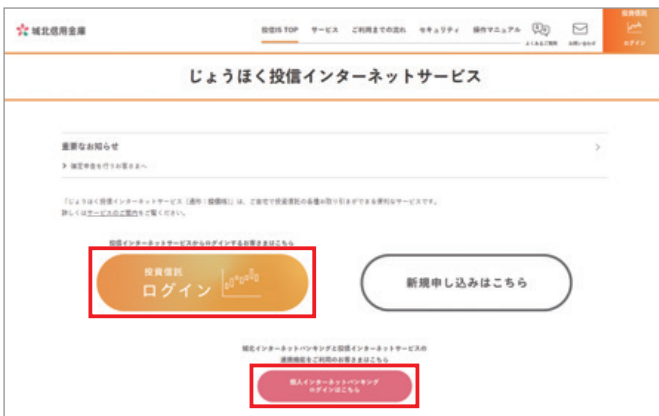 城北信用金庫
投信IS TOP サービス ご利用までの流れ セキュリティ 操作マニュアル
よくあるご質問 お問い合わせ
投資信託
ログイン
じょうほく投信インターネットサービス
重要なお知らせ
確定申告を行うお客さまへ
「じょうほく投信インターネットサービス（通称：投信IS）」は、ご自宅で投資信託の各種お取り引きができる便利なサービスです。
詳しくはサービスのご案内をご覧ください。
投信インターネットサービスからログインするお客さまはこちら
投資信託
ログイン
新規申し込みはこちら
城北インターネットバンキングと投信インターネットサービスの
連携機能をご利用のお客さまはこちら
個人インターネットバンキング
ログインはこちら